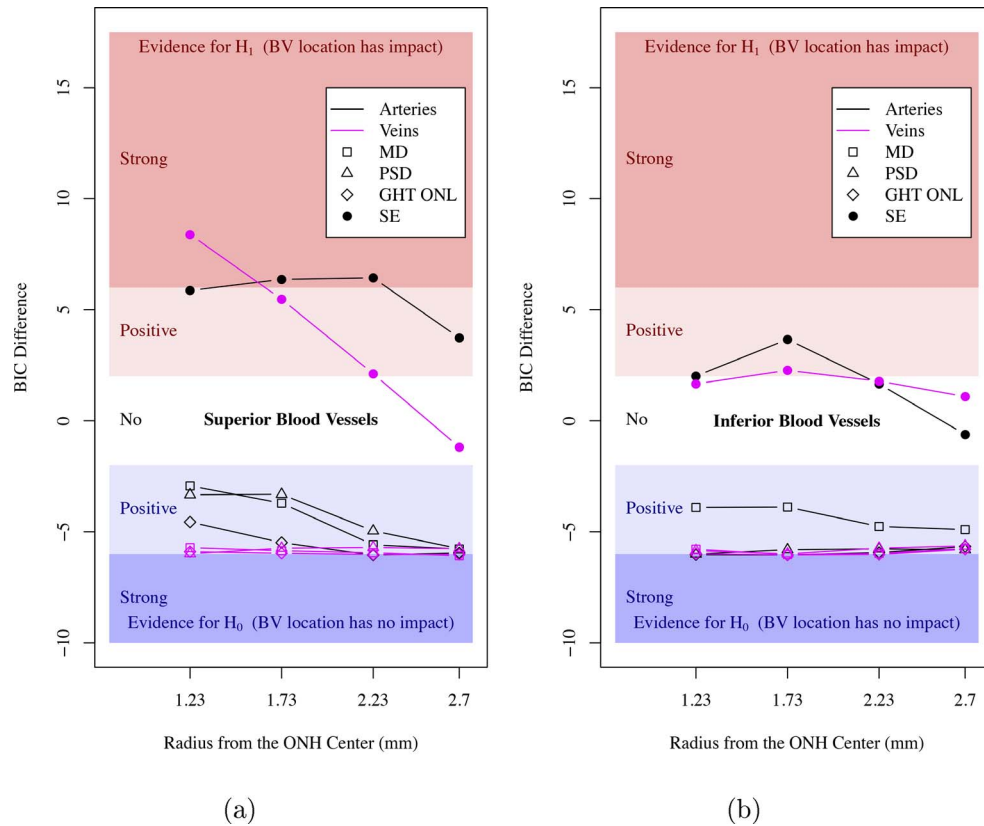 Evidence for H1 (BV location has impact)
15
10
5
0
−5
−10
BIC Difference
Arteries
Veins
MD
PSD
GHT ONL
SE
Strong
Positive
No
Superior Blood Vessels
Positive
Strong
Evidence for H0 (BV location has no impact)
1.23 1.73 2.23 2.7
Radius from the ONH Center (mm)
(a)
Evidence for H1 (BV location has impact)
15
10
5
0
−5
−10
BIC Difference
Arteries
Veins
MD
PSD
GHT ONL
SE
Strong
Positive
No
Inferior Blood Vessels
Positive
Strong
Evidence for H0 (BV location has no impact)
1.23 1.73 2.23 2.7
Radius from the ONH Center (mm)
(b)